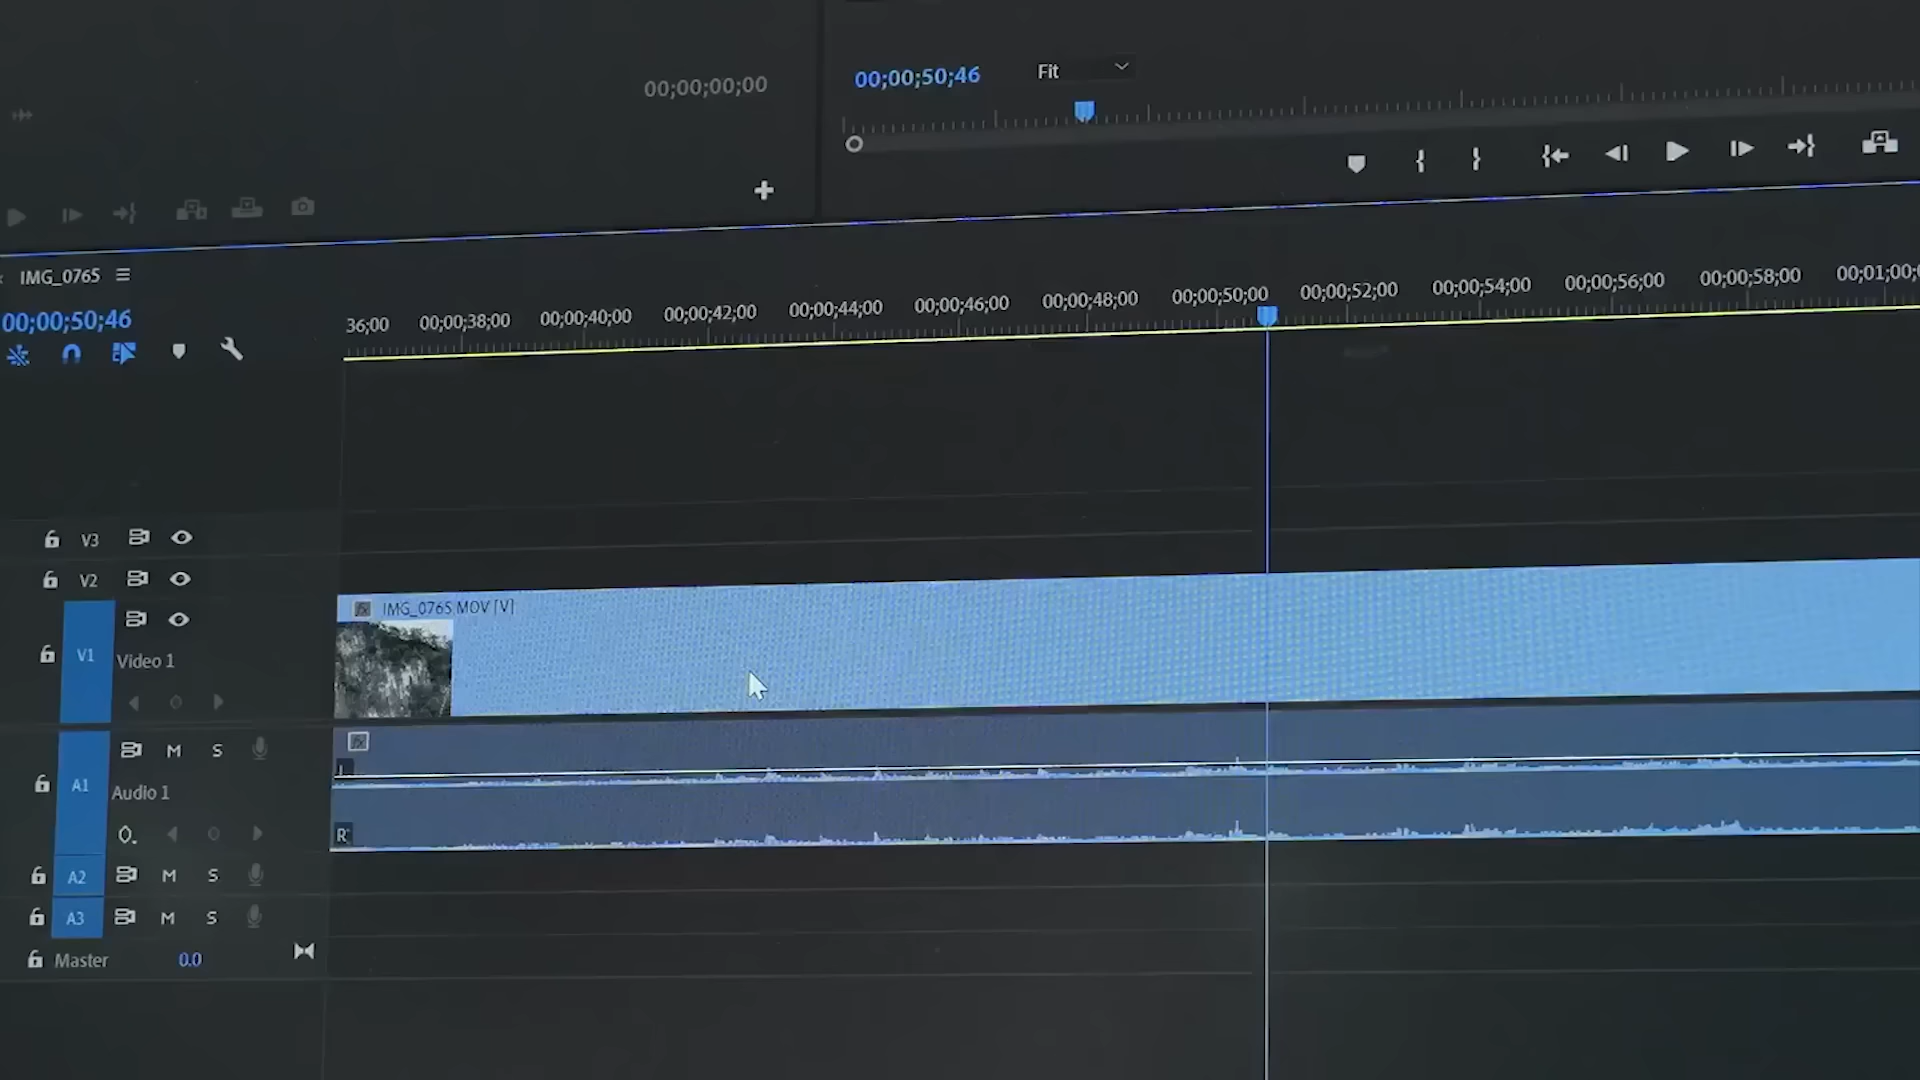 00;00;00;00
00;00;50;46 Fit
IMG_0765
00;00;50;46
36;00 00;00;38;00 00;00;40;00 00;00;42;00 00;00;44;00 00;00;46;00 00;00;48;00 00;00;50;00 00;00;52;00 00;00;54;00 00;00;56;00 00;00;58;00 00;01;00;0
V3
V2
fx IMG_0765.MOV [V]
V1 Video 1
fx
A1 M S
L
Audio 1
R
A2 M S
A3 M S
Master 0.0